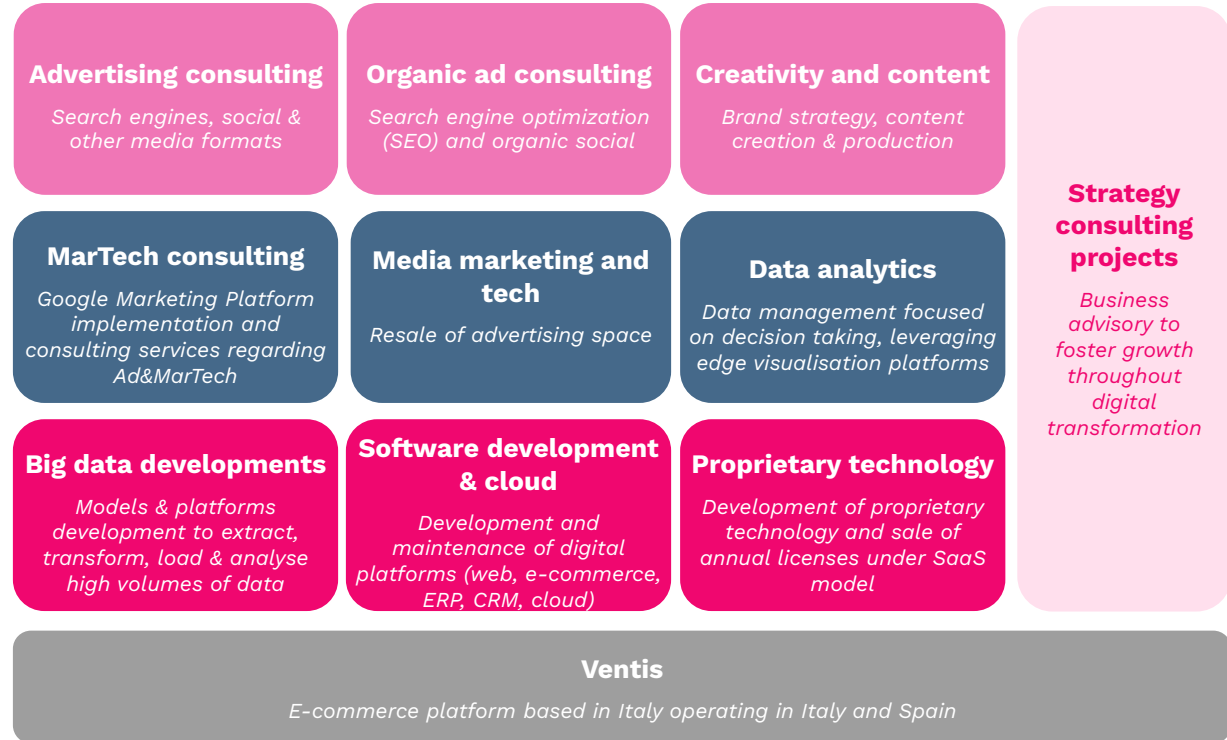 Advertising consulting
Search engines, social &
other media formats
Organic ad consulting
Search engine optimization
(SEO) and organic social
Creativity and content
Brand strategy, content
creation & production
MarTech consulting
Google Marketing Platform
implementation and
consulting services regarding
Ad&MarTech
Media marketing and
tech
Resale of advertising space
Data analytics
Data management focused
on decision taking, leveraging
edge visualisation platforms
Big data developments
Models & platforms
development to extract,
transform, load & analyse
high volumes of data
Software development
& cloud
Development and
maintenance of digital
platforms (web, e-commerce,
ERP, CRM, cloud)
Proprietary technology
Development of proprietary
technology and sale of
annual licenses under SaaS
model
Strategy
consulting
projects
Business
advisory to
foster growth
throughout
digital
transformation
Ventis
E-commerce platform based in Italy operating in Italy and Spain